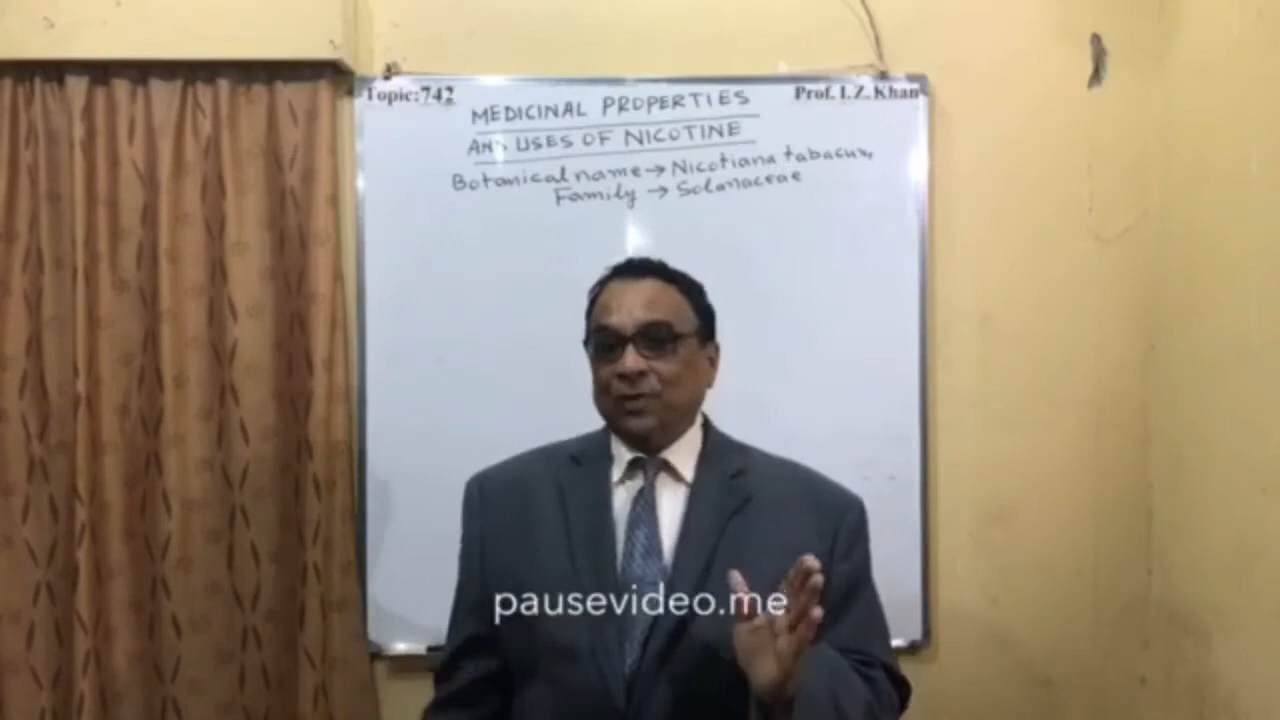 Topic:742
Prof. I.Z.Khan
MEDICINAL PROPERTIES
AND USES OF NICOTINE
Botanical name → Nicotiana tabacum
Family → Solanaceae
pausevideo.me